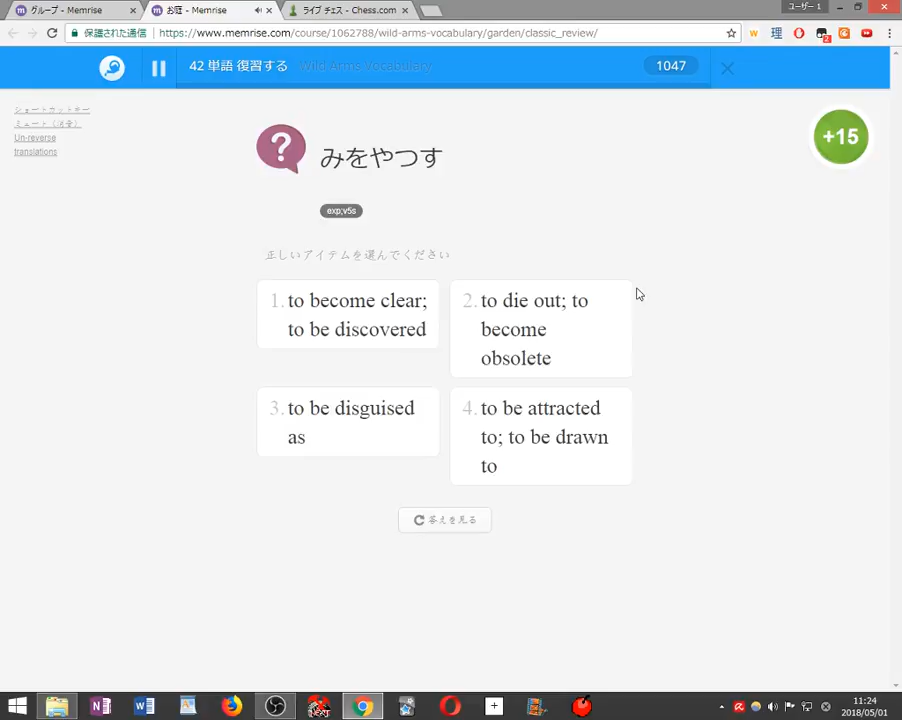 グループ - Memrise
お庭 - Memrise
ライブ チェス - Chess.com
ユーザー 1
保護された通信
https://www.memrise.com/course/1062788/wild-arms-vocabulary/garden/classic_review/
42 単語 復習する
Wild Arms Vocabulary
1047
ショートカットキー
ミュート（消音）
Un-reverse
translations
+15
?
みをやつす
exp;v5s
正しいアイテムを選んでください
1. to become clear;
to be discovered
2. to die out; to
become
obsolete
3. to be disguised
as
4. to be attracted
to; to be drawn
to
答えを見る
11:24
2018/05/01